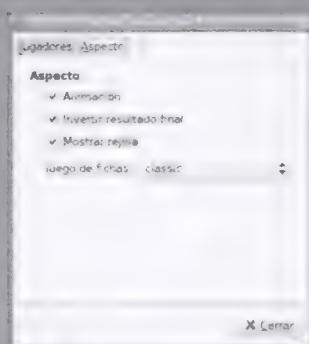 Jugadores Aspecto
Aspecto
✔ Animación
✔ Invertir resultado final
✔ Mostrar rejilla
Juego de fichas classic
✘ Cerrar